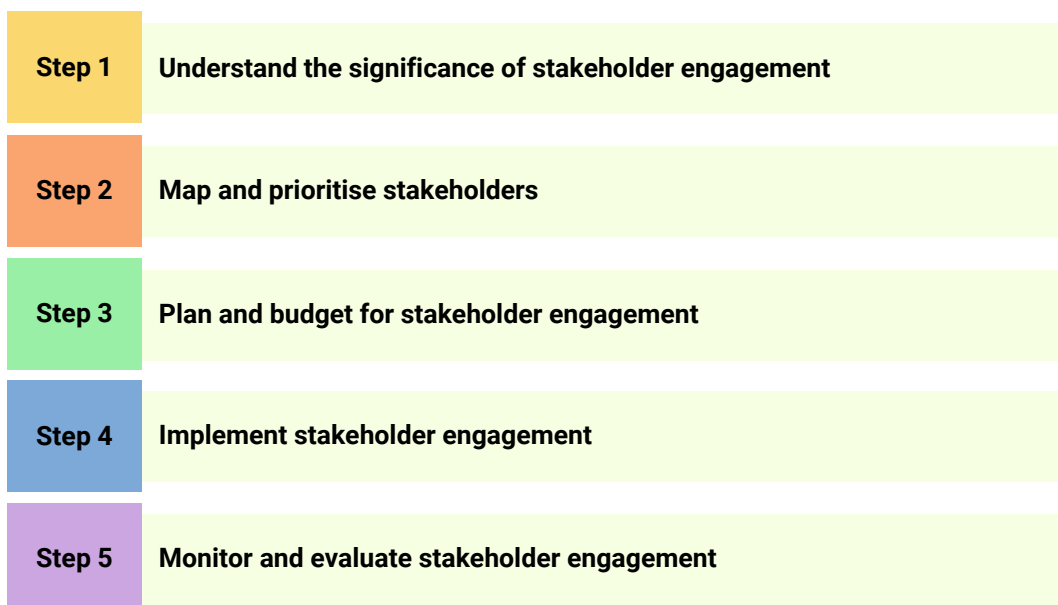 Step 1 Understand the significance of stakeholder engagement
Step 2 Map and prioritise stakeholders
Step 3 Plan and budget for stakeholder engagement
Step 4 Implement stakeholder engagement
Step 5 Monitor and evaluate stakeholder engagement